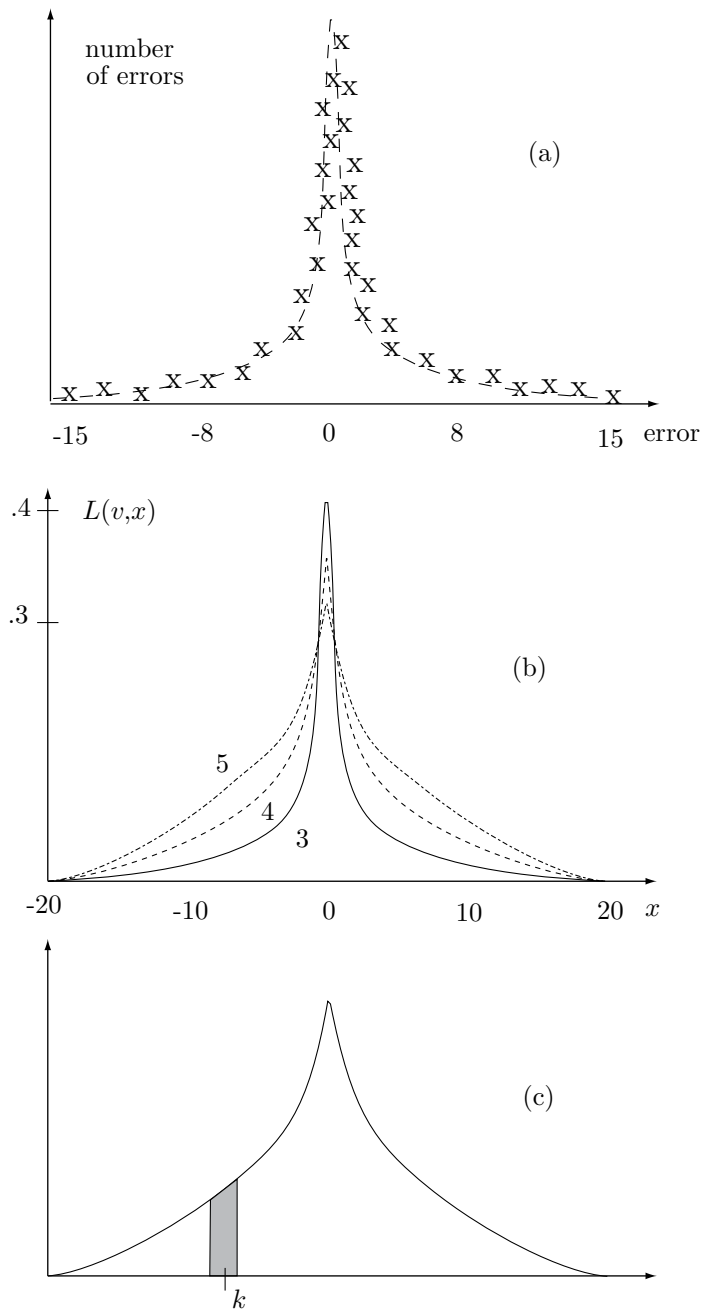 number
of errors
(a)
x x x x x x x x x x x x x x x x x x x x x x x x x x x x x x x x x x x x
-15 -8 0 8 15 error
.4 L(v,x)
.3
(b)
5
4
3
-20 -10 0 10 20 x
(c)
k